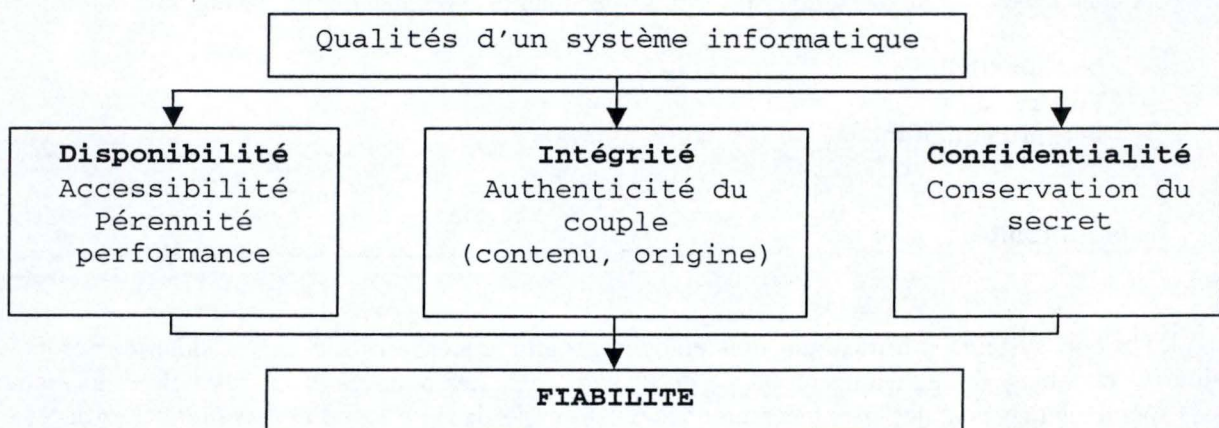 Qualités d'un système informatique
Disponibilité
Accessibilité
Pérennité
performance
Intégrité
Authenticité du
couple
(contenu, origine)
Confidentialité
Conservation du
secret
FIABILITE